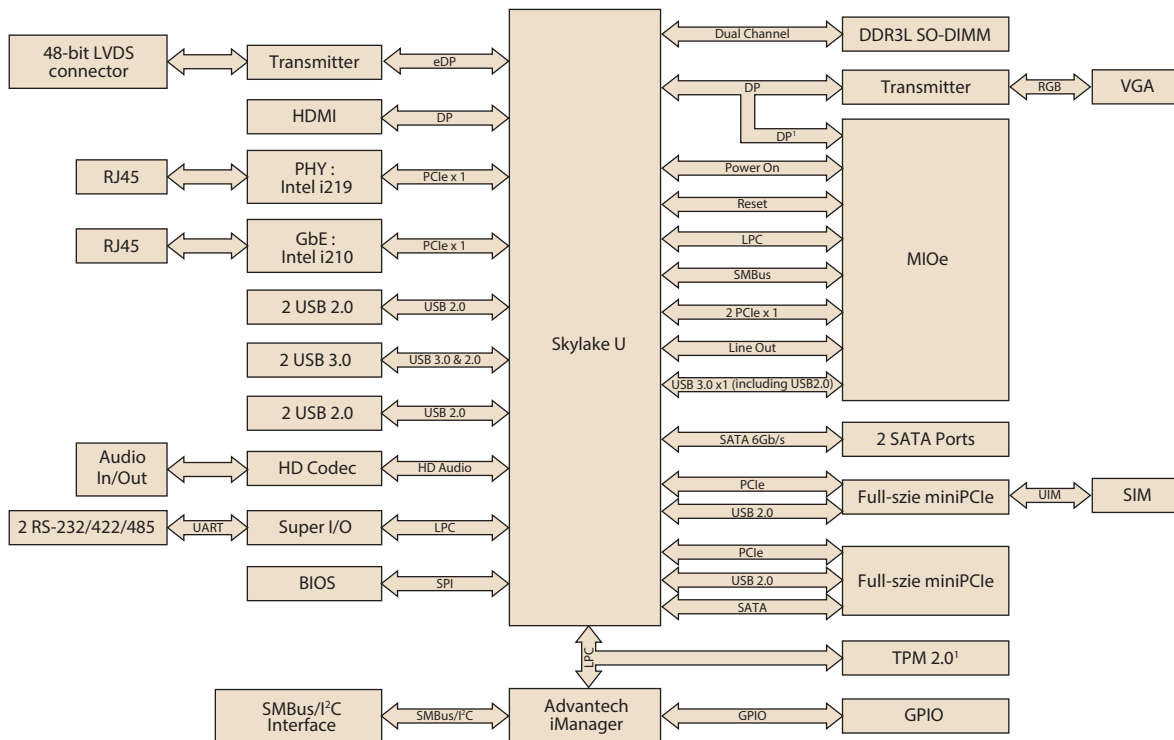 48-bit LVDS
connector
Transmitter
eDP
HDMI
DP
RJ45
PHY :
Intel i219
PCIe x 1
RJ45
GbE :
Intel i210
PCIe x 1
2 USB 2.0
USB 2.0
2 USB 3.0
USB 3.0 & 2.0
2 USB 2.0
USB 2.0
Audio
In/Out
HD Codec
HD Audio
2 RS-232/422/485
UART
Super I/O
LPC
BIOS
SPI
Skylake U
Dual Channel
DDR3L SO-DIMM
DP
Transmitter
RGB
VGA
DP¹
Power On
Reset
LPC
SMBus
2 PCIe x 1
Line Out
USB 3.0 x1 (including USB2.0)
MIOe
SATA 6Gb/s
2 SATA Ports
PCIe
USB 2.0
Full-szie miniPCIe
UIM
SIM
PCIe
USB 2.0
SATA
Full-szie miniPCIe
LPC
TPM 2.0¹
SMBus/I²C
Interface
SMBus/I²C
Advantech
iManager
GPIO
GPIO